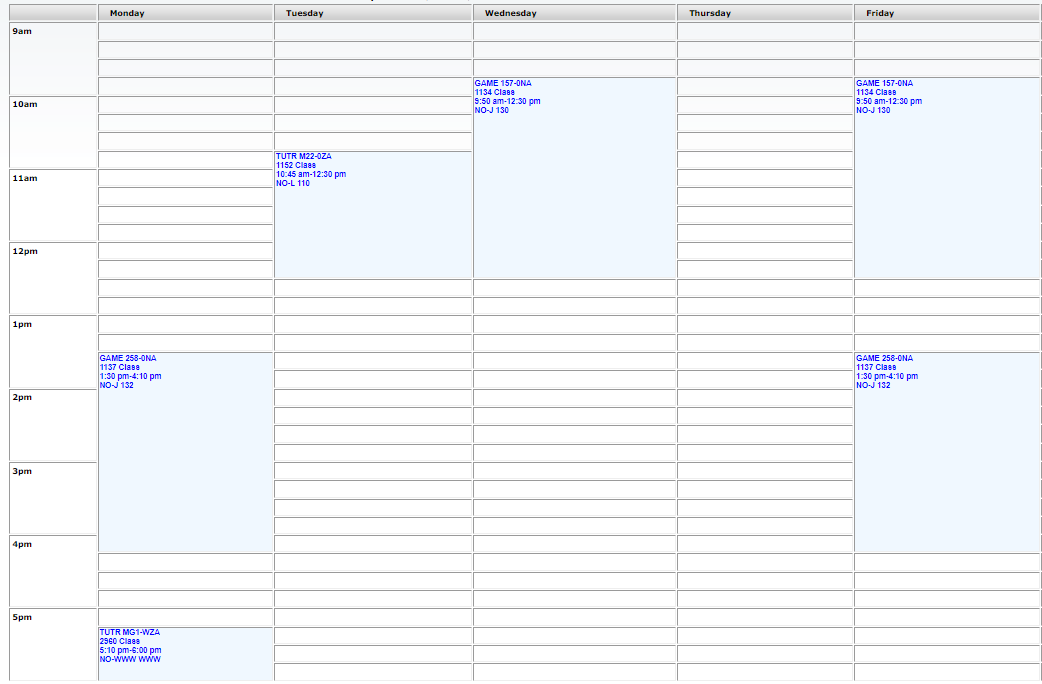 Monday Tuesday Wednesday Thursday Friday
9am
GAME 157-0NA
1134 Class
9:50 am-12:30 pm
NO-J 130
GAME 157-0NA
1134 Class
9:50 am-12:30 pm
NO-J 130
10am
TUTR M22-0ZA
1152 Class
10:45 am-12:30 pm
NO-L 110
11am
12pm
1pm
GAME 258-0NA
1137 Class
1:30 pm-4:10 pm
NO-J 132
GAME 258-0NA
1137 Class
1:30 pm-4:10 pm
NO-J 132
2pm
3pm
4pm
5pm
TUTR MG1-WZA
2960 Class
5:10 pm-6:00 pm
NO-WWW WWW